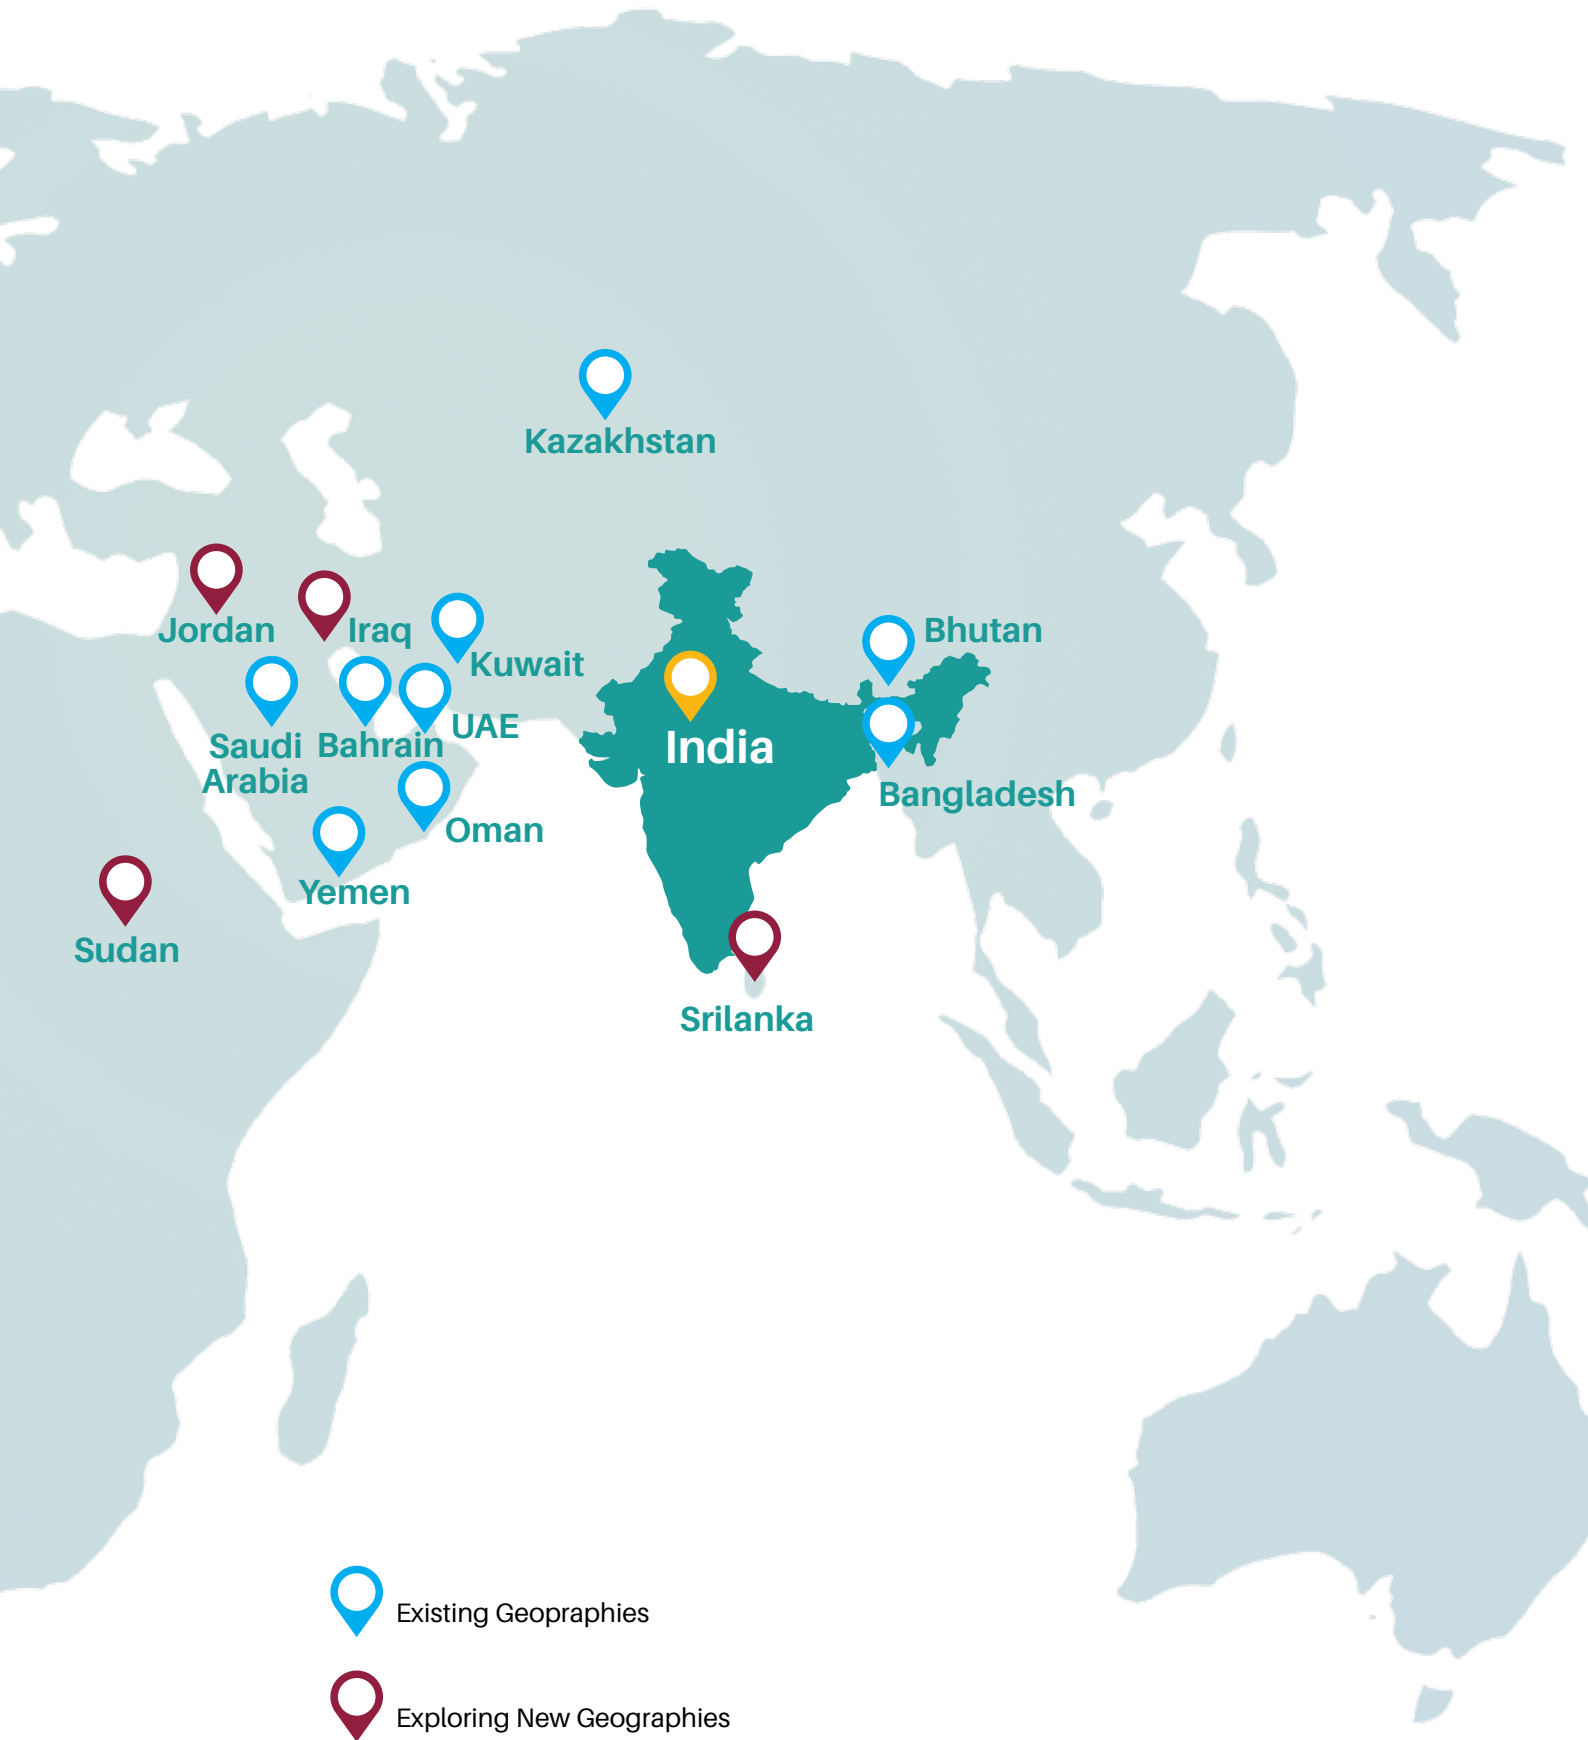 Kazakhstan
Jordan
Iraq
Kuwait
Bhutan
Saudi
Arabia
Bahrain
UAE
India
Bangladesh
Oman
Yemen
Sudan
Srilanka
Existing Geopraphies
Exploring New Geographies